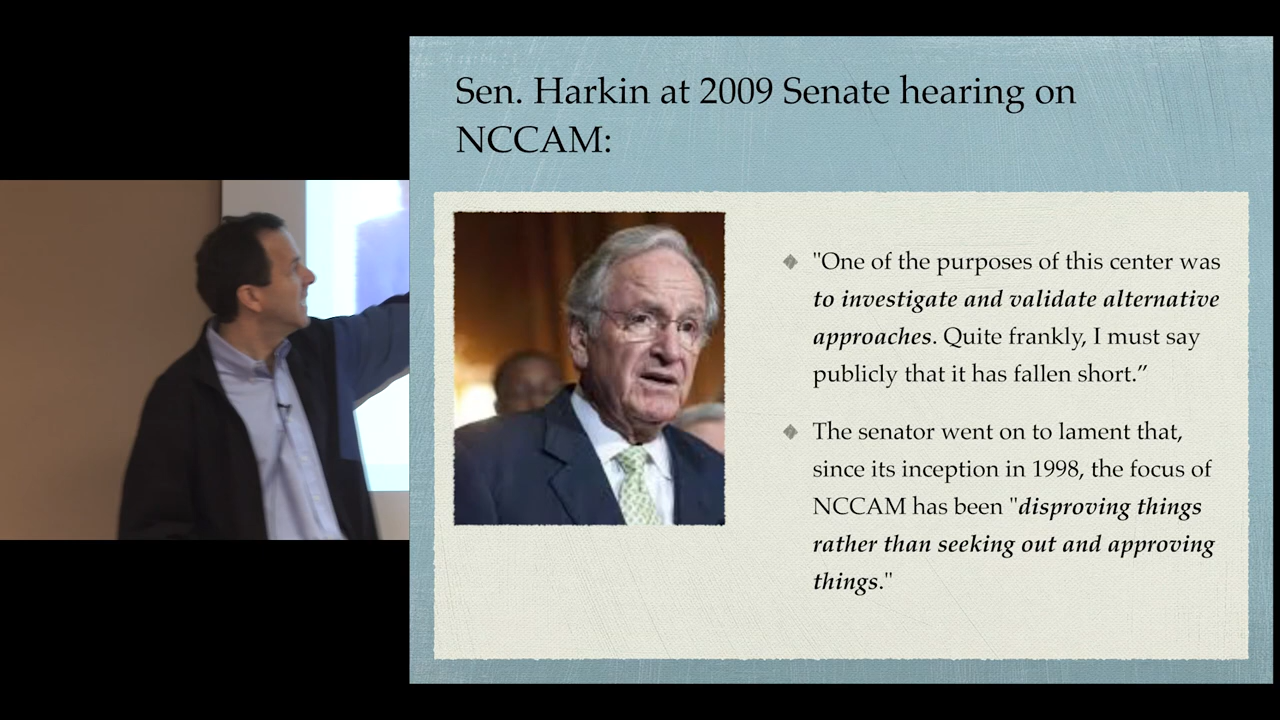 Sen. Harkin at 2009 Senate hearing on
NCCAM:
"One of the purposes of this center was
to investigate and validate alternative
approaches. Quite frankly, I must say
publicly that it has fallen short.”
The senator went on to lament that,
since its inception in 1998, the focus of
NCCAM has been "disproving things
rather than seeking out and approving
things."